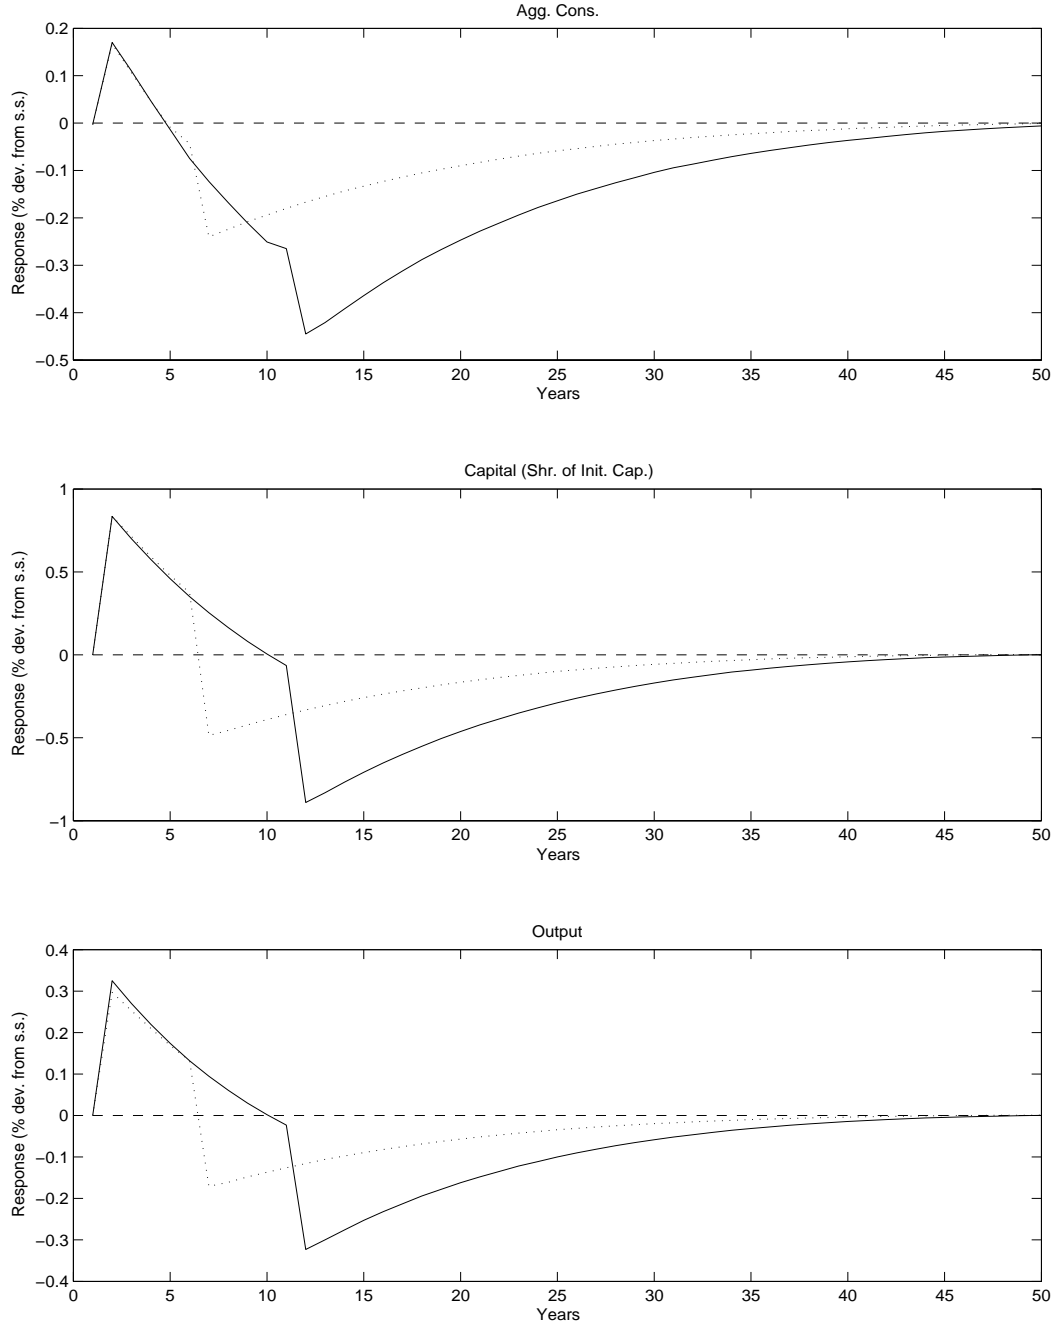 Agg. Cons.
Response (% dev. from s.s.)
0.2
0.1
0
−0.1
−0.2
−0.3
−0.4
−0.5
0 5 10 15 20 25 30 35 40 45 50
Years
Capital (Shr. of Init. Cap.)
Response (% dev. from s.s.)
1
0.5
0
−0.5
−1
0 5 10 15 20 25 30 35 40 45 50
Years
Output
Response (% dev. from s.s.)
0.4
0.3
0.2
0.1
0
−0.1
−0.2
−0.3
−0.4
0 5 10 15 20 25 30 35 40 45 50
Years